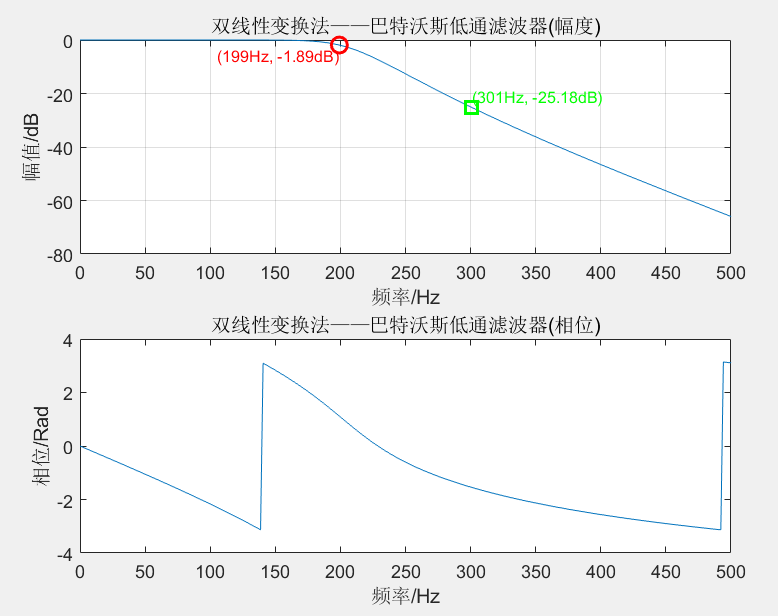 双线性变换法——巴特沃斯低通滤波器(幅度)
0
-20
-40
-60
-80
幅值/dB
(199Hz, -1.89dB)
(301Hz, -25.18dB)
0 50 100 150 200 250 300 350 400 450 500
频率/Hz
双线性变换法——巴特沃斯低通滤波器(相位)
4
2
0
-2
-4
相位/Rad
0 50 100 150 200 250 300 350 400 450 500
频率/Hz